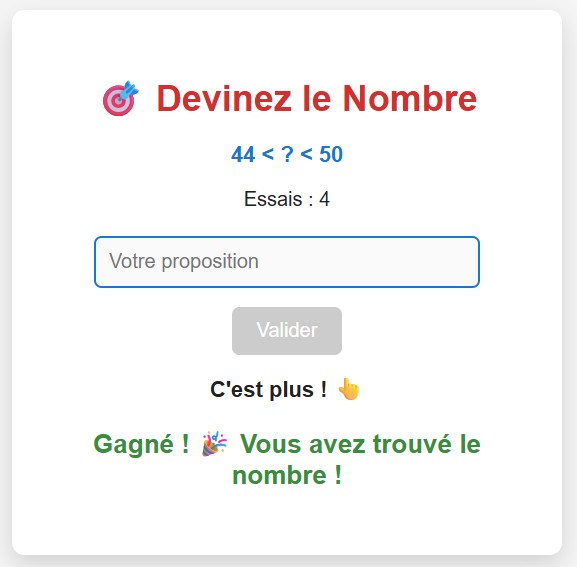 🎯 Devinez le Nombre
44 < ? < 50
Essais : 4
Votre proposition
Valider
C'est plus ! 👆
Gagné ! 🎉 Vous avez trouvé le
nombre !